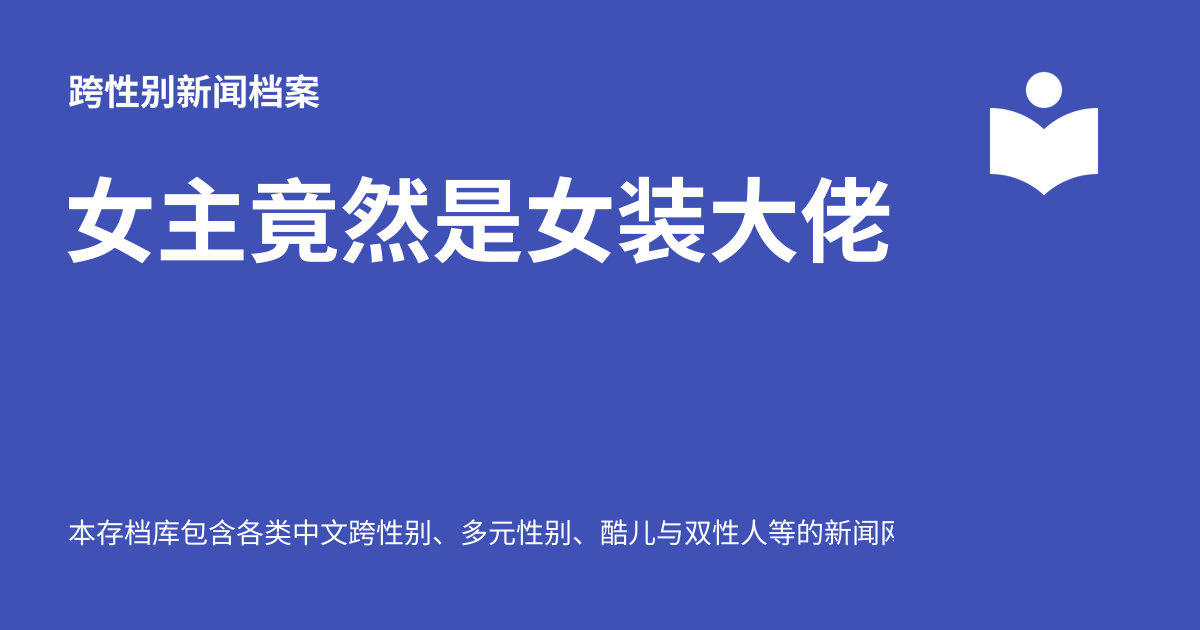 跨性别新闻档案
女主竟然是女装大佬
本存档库包含各类中文跨性别、多元性别、酷儿与双性人等的新闻